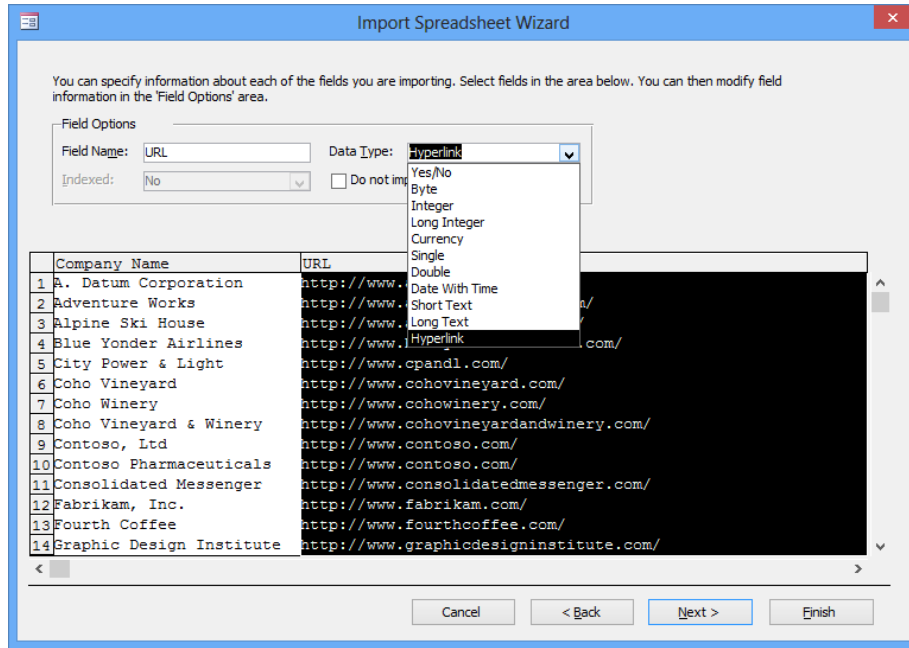 Import Spreadsheet Wizard
You can specify information about each of the fields you are importing. Select fields in the area below. You can then modify field
information in the 'Field Options' area.
Field Options
Field Name: URL Data Type: Hyperlink
Indexed: No Do not imp
Yes/No
Byte
Integer
Long Integer
Currency
Single
Double
Date With Time
Short Text
Long Text
Hyperlink
Company Name URL
1 A. Datum Corporation http://www.
2 Adventure Works http://www.
3 Alpine Ski House http://www. /
4 Blue Yonder Airlines http://www. .com/
5 City Power & Light http://www.cpandl.com/
6 Coho Vineyard http://www.cohovineyard.com/
7 Coho Winery http://www.cohowinery.com/
8 Coho Vineyard & Winery http://www.cohovineyardandwinery.com/
9 Contoso, Ltd http://www.contoso.com/
10 Contoso Pharmaceuticals http://www.contoso.com/
11 Consolidated Messenger http://www.consolidatedmessenger.com/
12 Fabrikam, Inc. http://www.fabrikam.com/
13 Fourth Coffee http://www.fourthcoffee.com/
14 Graphic Design Institute http://www.graphicdesigninstitute.com/
Cancel < Back Next > Finish